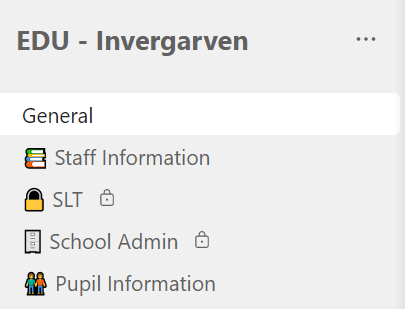 EDU - Invergarven
General
Staff Information
SLT
School Admin
Pupil Information